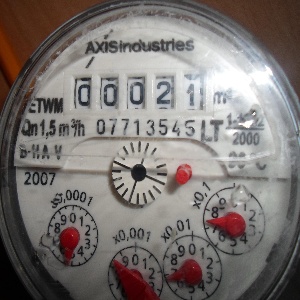 AXISindustries
00021 m³
ETWM
Qn 1,5 m³/h 07713545 LT
B-H A-V 2000
2007
x0,0001 x0,1
x0,001 x0,01